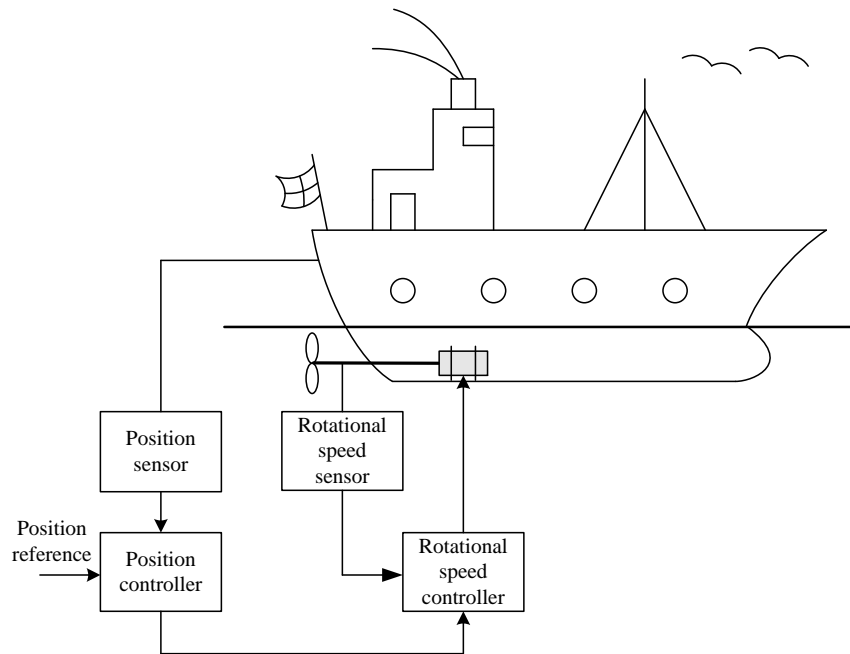 Position
sensor
Rotational
speed
sensor
Position
reference
Position
controller
Rotational
speed
controller